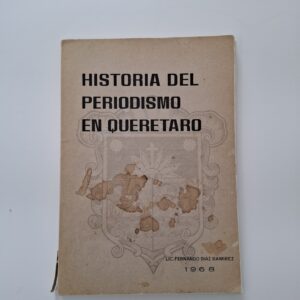 HISTORIA DEL
PERIODISMO
EN QUERETARO
LIC. FERNANDO DIAZ RAMIREZ
1968